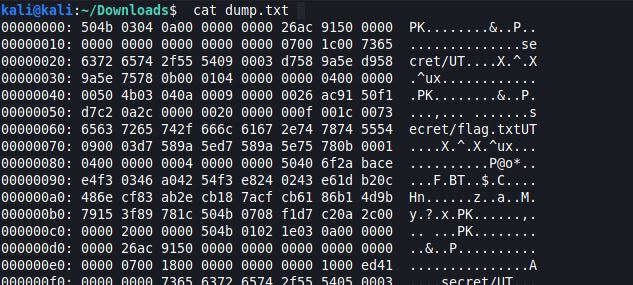 kali@kali:~/Downloads$ cat dump.txt
00000000: 504b 0304 0a00 0000 0000 26ac 9150 0000  PK........&..P..
00000010: 0000 0000 0000 0000 0000 0700 1c00 7365  ..............se
00000020: 6372 6574 2f55 5409 0003 d758 9a5e d958  cret/UT....X.^.X
00000030: 9a5e 7578 0b00 0104 0000 0000 0400 0000  .^ux............
00000040: 0050 4b03 040a 0009 0000 0026 ac91 50f1  .PK........&..P.
00000050: d7c2 0a2c 0000 0020 0000 000f 001c 0073  ...,... .......s
00000060: 6563 7265 742f 666c 6167 2e74 7874 5554  ecret/flag.txtUT
00000070: 0900 03d7 589a 5ed7 589a 5e75 780b 0001  ....X.^.X.^ux...
00000080: 0400 0000 0004 0000 0000 5040 6f2a bace  ..........P@o*..
00000090: e4f3 0346 a042 54f3 e824 0243 e61d b20c  ...F.BT..$.C....
000000a0: 486e cf83 ab2e cb18 7acf cb61 86b1 4d9b  Hn......z..a..M.
000000b0: 7915 3f89 781c 504b 0708 f1d7 c20a 2c00  y.?.x.PK......,.
000000c0: 0000 2000 0000 504b 0102 1e03 0a00 0000  .. ...PK........
000000d0: 0000 26ac 9150 0000 0000 0000 0000 0000  ..&..P..........
000000e0: 0000 0700 1800 0000 0000 0000 1000 ed41  ...............A
000000f0: 0000 0000 7365 6372 6574 2f55 5405 0003  ....secret/UT...